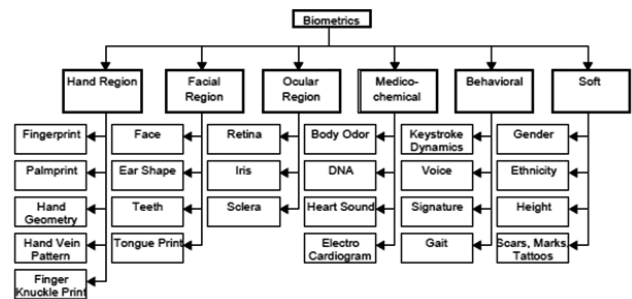 Biometrics
Hand Region
Facial
Region
Ocular
Region
Medico-
chemical
Behavioral
Soft
Fingerprint
Face
Retina
Body Odor
Keystroke
Dynamics
Gender
Palmprint
Ear Shape
Iris
DNA
Voice
Ethnicity
Hand
Geometry
Teeth
Sclera
Heart Sound
Signature
Height
Hand Vein
Pattern
Tongue Print
Electro
Cardiogram
Gait
Scars, Marks,
Tattoos
Finger
Knuckle Print